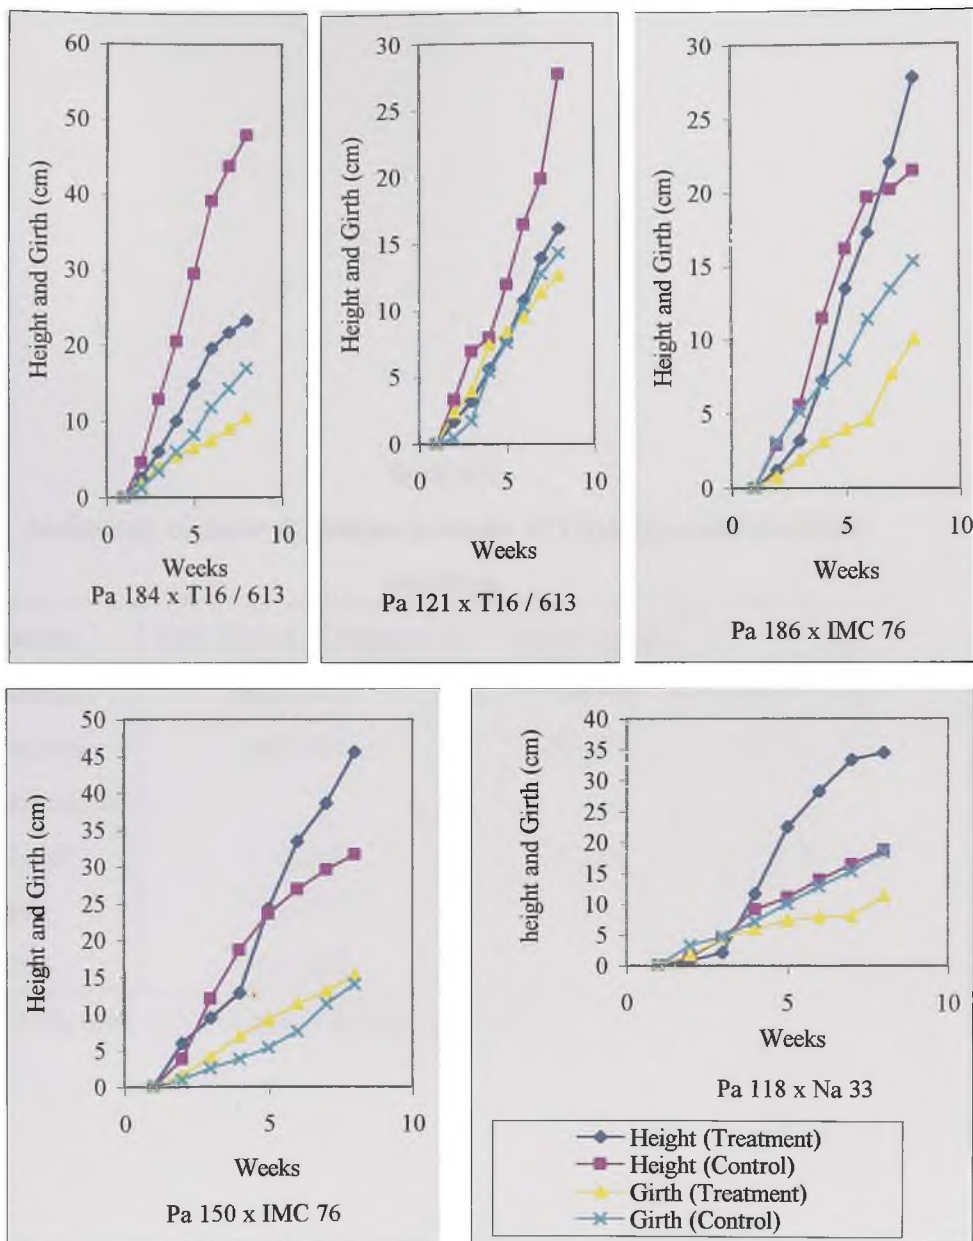 Height and Girth (cm)
60
50
40
30
20
10
0
0 5 10
Weeks
Pa 184 x T16 / 613
Height and Girth (cm)
30
25
20
15
10
5
0
0 5 10
Weeks
Pa 121 x T16 / 613
Height and Girth (cm)
30
25
20
15
10
5
0
0 5 10
Weeks
Pa 186 x IMC 76
Height and Girth (cm)
50
45
40
35
30
25
20
15
10
5
0
0 5 10
Weeks
Pa 150 x IMC 76
height and Girth (cm)
40
35
30
25
20
15
10
5
0
0 5 10
Weeks
Pa 118 x Na 33
Height (Treatment)
Height (Control)
Girth (Treatment)
Girth (Control)